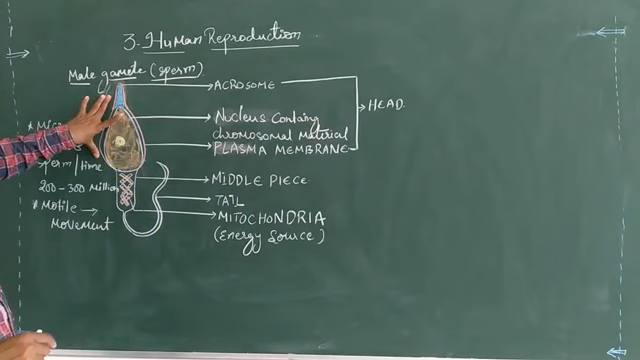 3. Human Reproduction
Male gamete (sperm)
ACROSOME
HEAD
Nucleus Containg
chromosomal Material
PLASMA MEMBRANE
MIDDLE PIECE
TAIL
MITOCHONDRIA
(Energy Source)
/time
200-300 Million
* Motile →
Movement